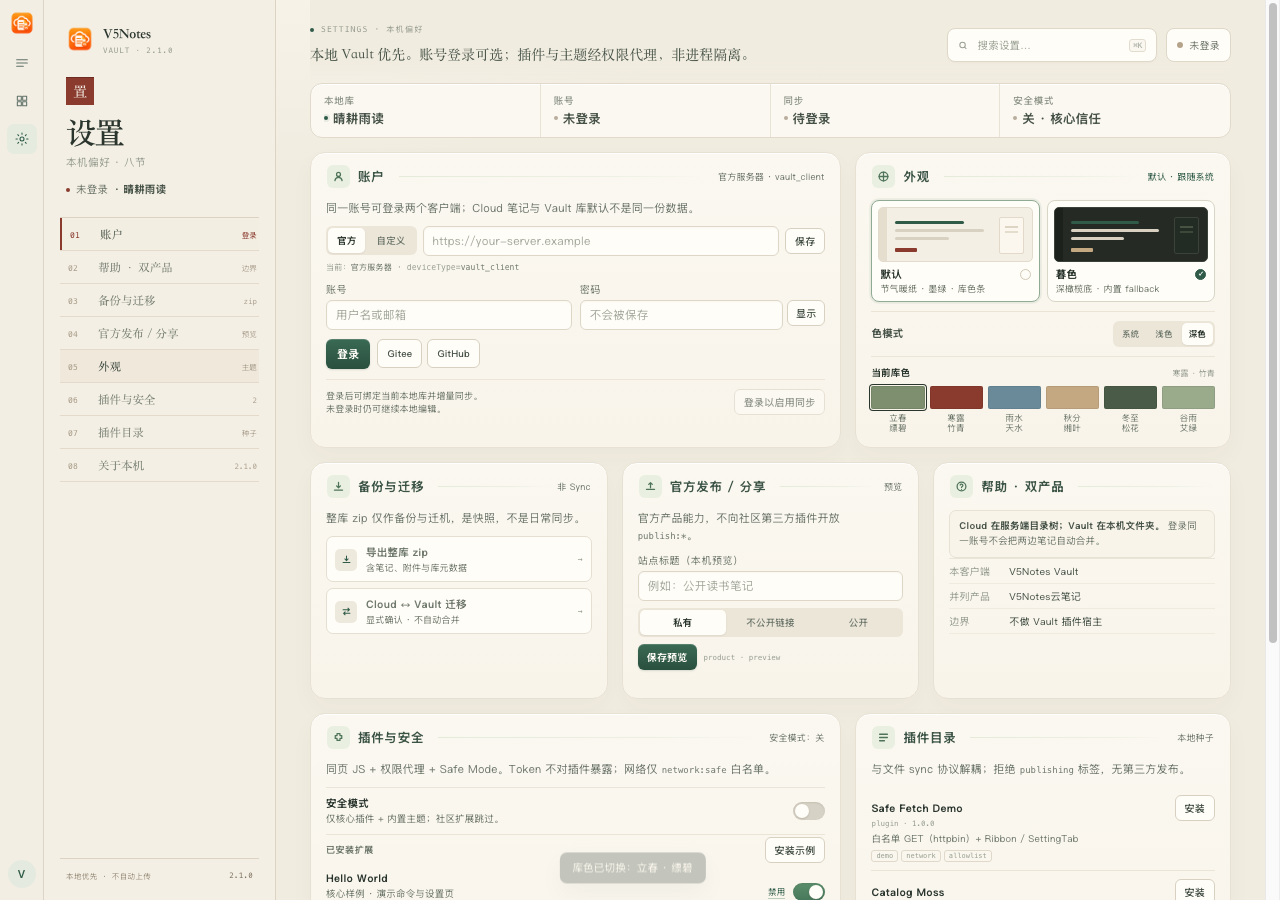 V5Notes
VAULT · 2.1.0
置
设置
本机偏好 · 八节
未登录 · 晴耕雨读
01 账户 登录
02 帮助 · 双产品 边界
03 备份与迁移 zip
04 官方发布 / 分享 预览
05 外观 主题
06 插件与安全 2
07 插件目录 种子
08 关于本机 2.1.0
V
本地优先 · 不自动上传 2.1.0
SETTINGS · 本机偏好
本地 Vault 优先。账号登录可选；插件与主题经权限代理，非进程隔离。
搜索设置… ⌘K
未登录
本地库
晴耕雨读
账号
未登录
同步
待登录
安全模式
关 · 核心信任
账户 官方服务器 · vault_client
同一账号可登录两个客户端；Cloud 笔记与 Vault 库默认不是同一份数据。
官方 自定义 https://your-server.example 保存
当前：官方服务器 · deviceType=vault_client
账号 密码
用户名或邮箱 不会被保存 显示
登录 Gitee GitHub
登录后可绑定当前本地库并增量同步。
未登录时仍可继续本地编辑。
登录以启用同步
外观 默认 · 跟随系统
默认
节气暖纸 · 墨绿 · 库色条
暮色
深橄榄底 · 内置 fallback
色模式 系统 浅色 深色
当前库色 寒露 · 竹青
立春 寒露 雨水 秋分 冬至 谷雨
缥碧 竹青 天水 缃叶 松花 艾绿
备份与迁移 非 Sync
整库 zip 仅作备份与迁机，是快照，不是日常同步。
导出整库 zip →
含笔记、附件与库元数据
Cloud ↔ Vault 迁移 →
显式确认 · 不自动合并
官方发布 / 分享 预览
官方产品能力，不向社区第三方插件开放
publish:*。
站点标题（本机预览）
例如：公开读书笔记
私有 不公开链接 公开
保存预览 product · preview
帮助 · 双产品
Cloud 在服务端目录树；Vault 在本机文件夹。 登录同
一账号不会把两边笔记自动合并。
本客户端 V5Notes Vault
并列产品 V5Notes云笔记
边界 不做 Vault 插件宿主
插件与安全 安全模式：关
同页 JS + 权限代理 + Safe Mode。Token 不对插件暴露；网络仅 network:safe 白名单。
安全模式
仅核心插件 + 内置主题；社区扩展跳过。
已安装扩展 安装示例
Hello World
核心样例 · 演示命令与设置页 禁用
库色已切换：立春 · 缥碧
插件目录 本地种子
与文件 sync 协议解耦；拒绝 publishing 标签，无第三方发布。
Safe Fetch Demo 安装
plugin · 1.0.0
白名单 GET（httpbin）+ Ribbon / SettingTab
demo network allowlist
Catalog Moss 安装